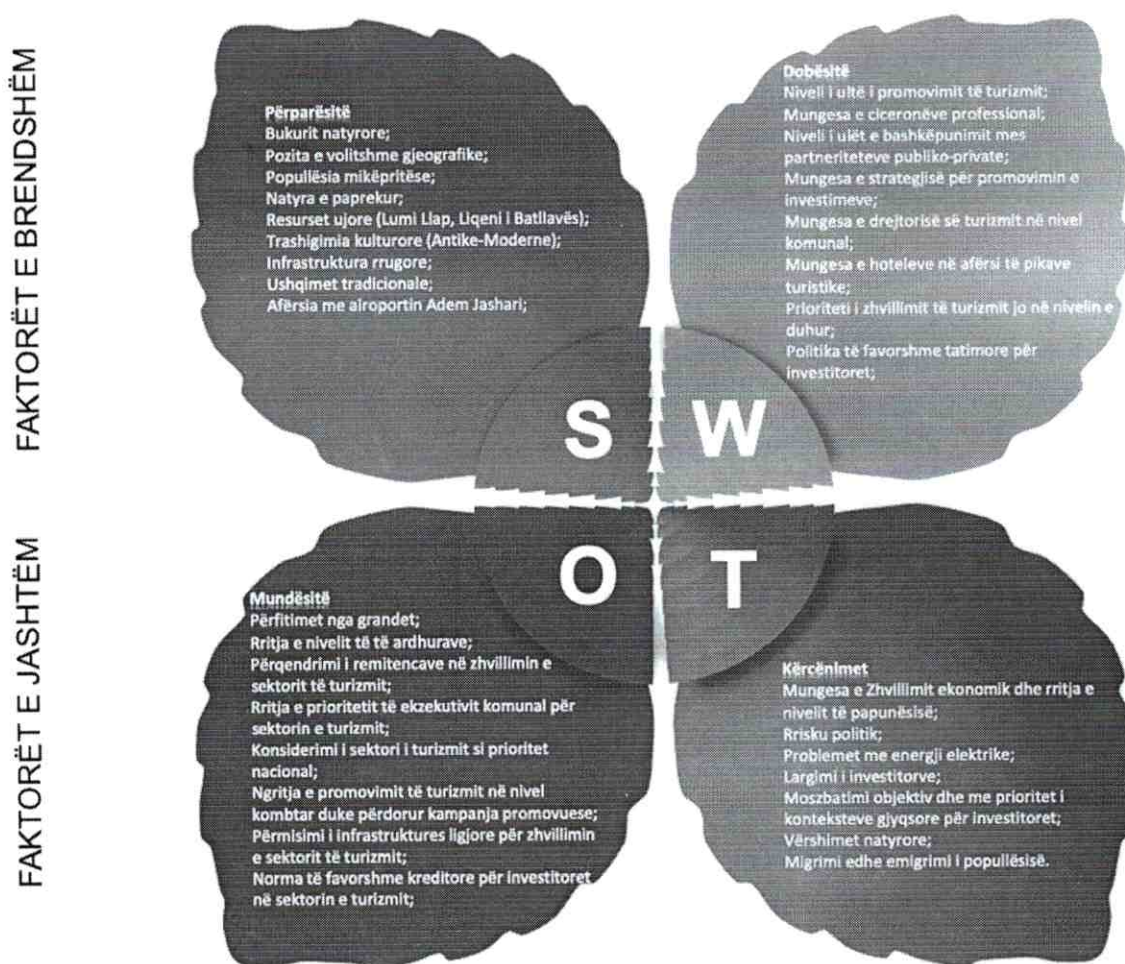 FAKTORËT E BRENDSHËM
Përparësitë
Bukurit natyrore;
Pozita e volitshme gjeografike;
Popullësia mikëpritëse;
Natyra e paprekur;
Resurset ujore (Lumi Llap, Liqeni i Batllavës);
Trashigimia kulturore (Antike-Moderne);
Infrastruktura rrugore;
Ushqimet tradicionale;
Afërsia me airoportin Adem Jashari;
S
Dobësitë
Niveli i ultë i promovimit të turizmit;
Mungesa e ciceronëve professional;
Niveli i ulët e bashkëpunimit mes
partneriteteve publiko-private;
Mungesa e strategjisë për promovimin e
investimeve;
Mungesa e drejtorisë së turizmit në nivel
komunal;
Mungesa e hoteleve në afërsi të pikave
turistike;
Prioriteti i zhvillimit të turizmit jo në nivelin e
duhur;
Politika të favorshme tatimore për
investitoret;
W
FAKTORËT E JASHTËM
O
Mundësitë
Përfitimet nga grandet;
Rritja e nivelit të të ardhurave;
Përqendrimi i remitencave në zhvillimin e
sektorit të turizmit;
Rritja e prioritetit të ekzekutivit komunal për
sektorin e turizmit;
Konsiderimi i sektori i turizmit si prioritet
nacional;
Ngritja e promovimit të turizmit në nivel
kombtar duke përdorur kampanja promovuese;
Përmisimi i infrastruktures ligjore për zhvillimin
e sektorit të turizmit;
Norma të favorshme kreditore për investitoret
në sektorin e turizmit;
T
Kërcënimet
Mungesa e Zhvillimit ekonomik dhe rritja e
nivelit të papunësisë;
Rrisku politik;
Problemet me energji elektrike;
Largimi i investitorve;
Moszbatimi objektiv dhe me prioritet i
konteksteve gjyqsore për investitoret;
Vërshimet natyrore;
Migrimi edhe emigrimi i popullësisë.